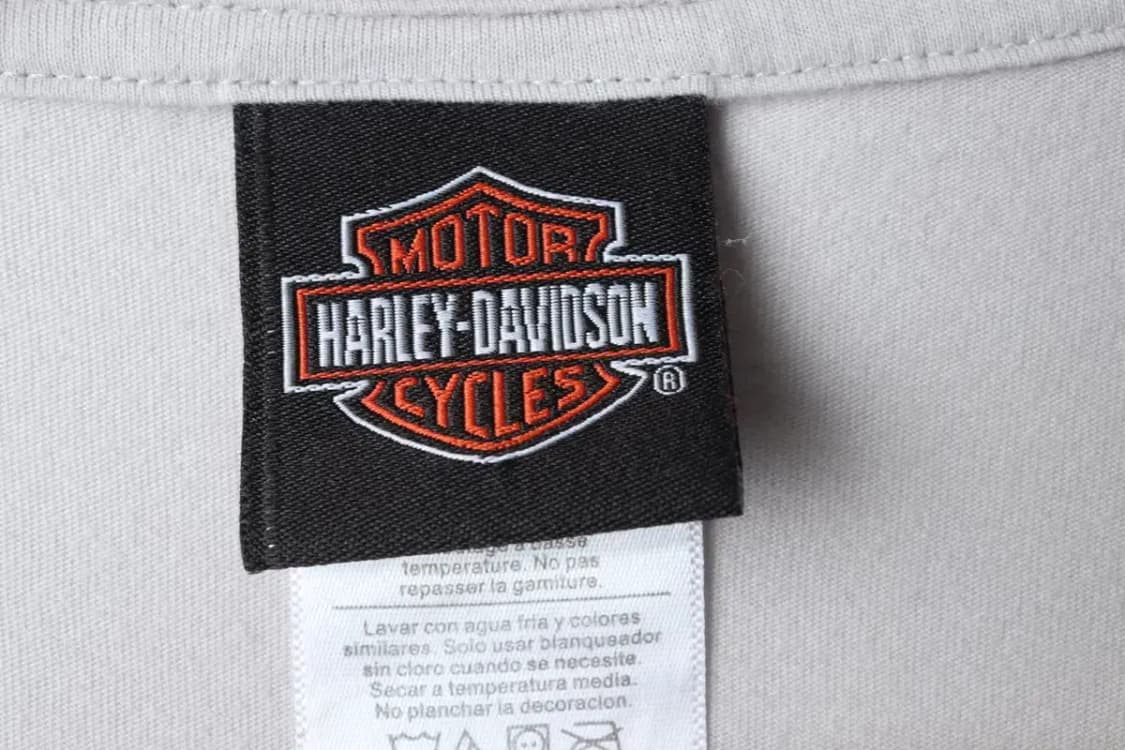 MOTOR
HARLEY-DAVIDSON
CYCLES
®
a basse
temperature. No pas
repasser la garniture.
Lavar con agua fria y colores
similares. Solo usar blanqueador
sin cloro cuando se necesite.
Secar a temperatura media.
No planchar la decoracion.